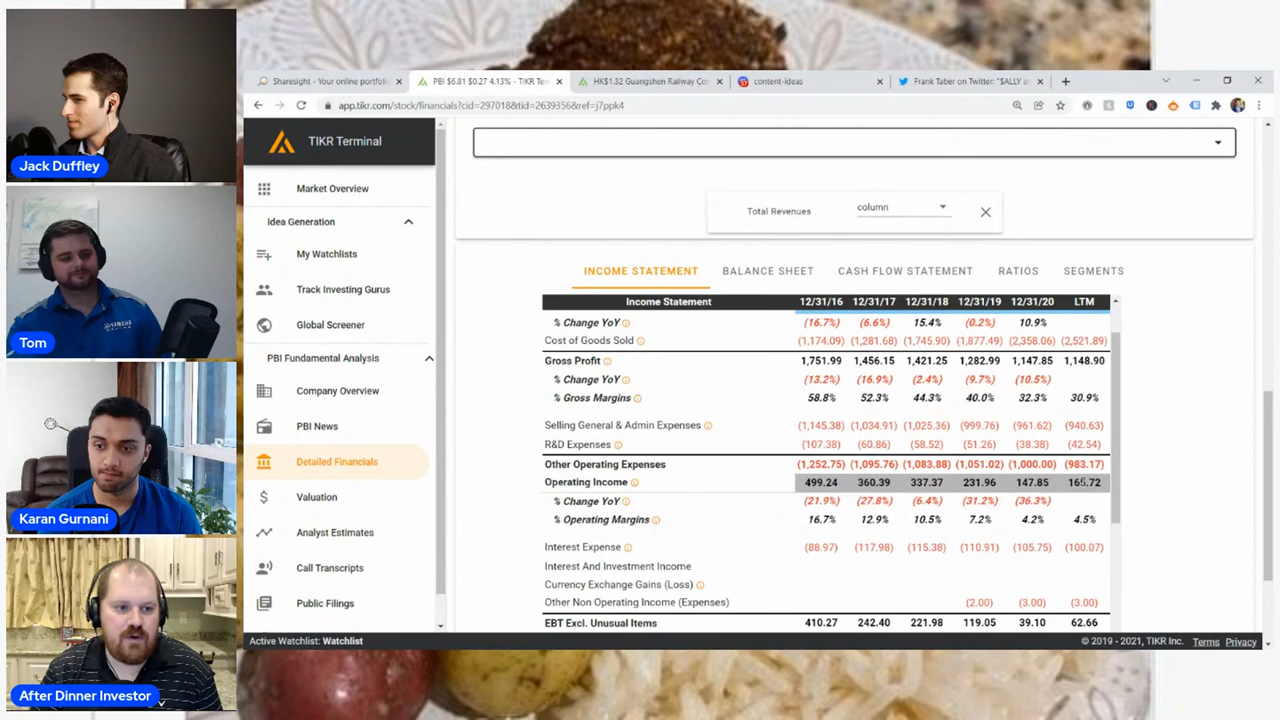 Jack Duffley
Tom
Karan Gurnani
After Dinner Investor
Sharesight - Your online portfoli
PBI $6.81 $0.27 4.13% - TIKR Ter
HK$1.32 Guangshen Railway Co
content-ideas
Frank Taber on Twitter: "$ALLY a
app.tikr.com/stock/financials?cid=297018&tid=2639356&ref=j7ppk4
TIKR Terminal
Market Overview
Idea Generation
My Watchlists
Track Investing Gurus
Global Screener
PBI Fundamental Analysis
Company Overview
PBI News
Detailed Financials
Valuation
Analyst Estimates
Call Transcripts
Public Filings
Total Revenues column
INCOME STATEMENT BALANCE SHEET CASH FLOW STATEMENT RATIOS SEGMENTS
Income Statement 12/31/16 12/31/17 12/31/18 12/31/19 12/31/20 LTM
% Change YoY (16.7%) (6.6%) 15.4% (0.2%) 10.9%
Cost of Goods Sold (1,174.09) (1,281.68) (1,745.90) (1,877.49) (2,358.06) (2,521.89)
Gross Profit 1,751.99 1,456.15 1,421.25 1,282.99 1,147.85 1,148.90
% Change YoY (13.2%) (16.9%) (2.4%) (9.7%) (10.5%)
% Gross Margins 58.8% 52.3% 44.3% 40.0% 32.3% 30.9%
Selling General & Admin Expenses (1,145.38) (1,034.91) (1,025.36) (999.76) (961.62) (940.63)
R&D Expenses (107.38) (60.86) (58.52) (51.26) (38.38) (42.54)
Other Operating Expenses (1,252.75) (1,095.76) (1,083.88) (1,051.02) (1,000.00) (983.17)
Operating Income 499.24 360.39 337.37 231.96 147.85 165.72
% Change YoY (21.9%) (27.8%) (6.4%) (31.2%) (36.3%)
% Operating Margins 16.7% 12.9% 10.5% 7.2% 4.2% 4.5%
Interest Expense (88.97) (117.98) (115.38) (110.91) (105.75) (100.07)
Interest And Investment Income
Currency Exchange Gains (Loss)
Other Non Operating Income (Expenses) (2.00) (3.00) (3.00)
EBT Excl. Unusual Items 410.27 242.40 221.98 119.05 39.10 62.66
Active Watchlist: Watchlist
© 2019 - 2021, TIKR Inc. Terms Privacy